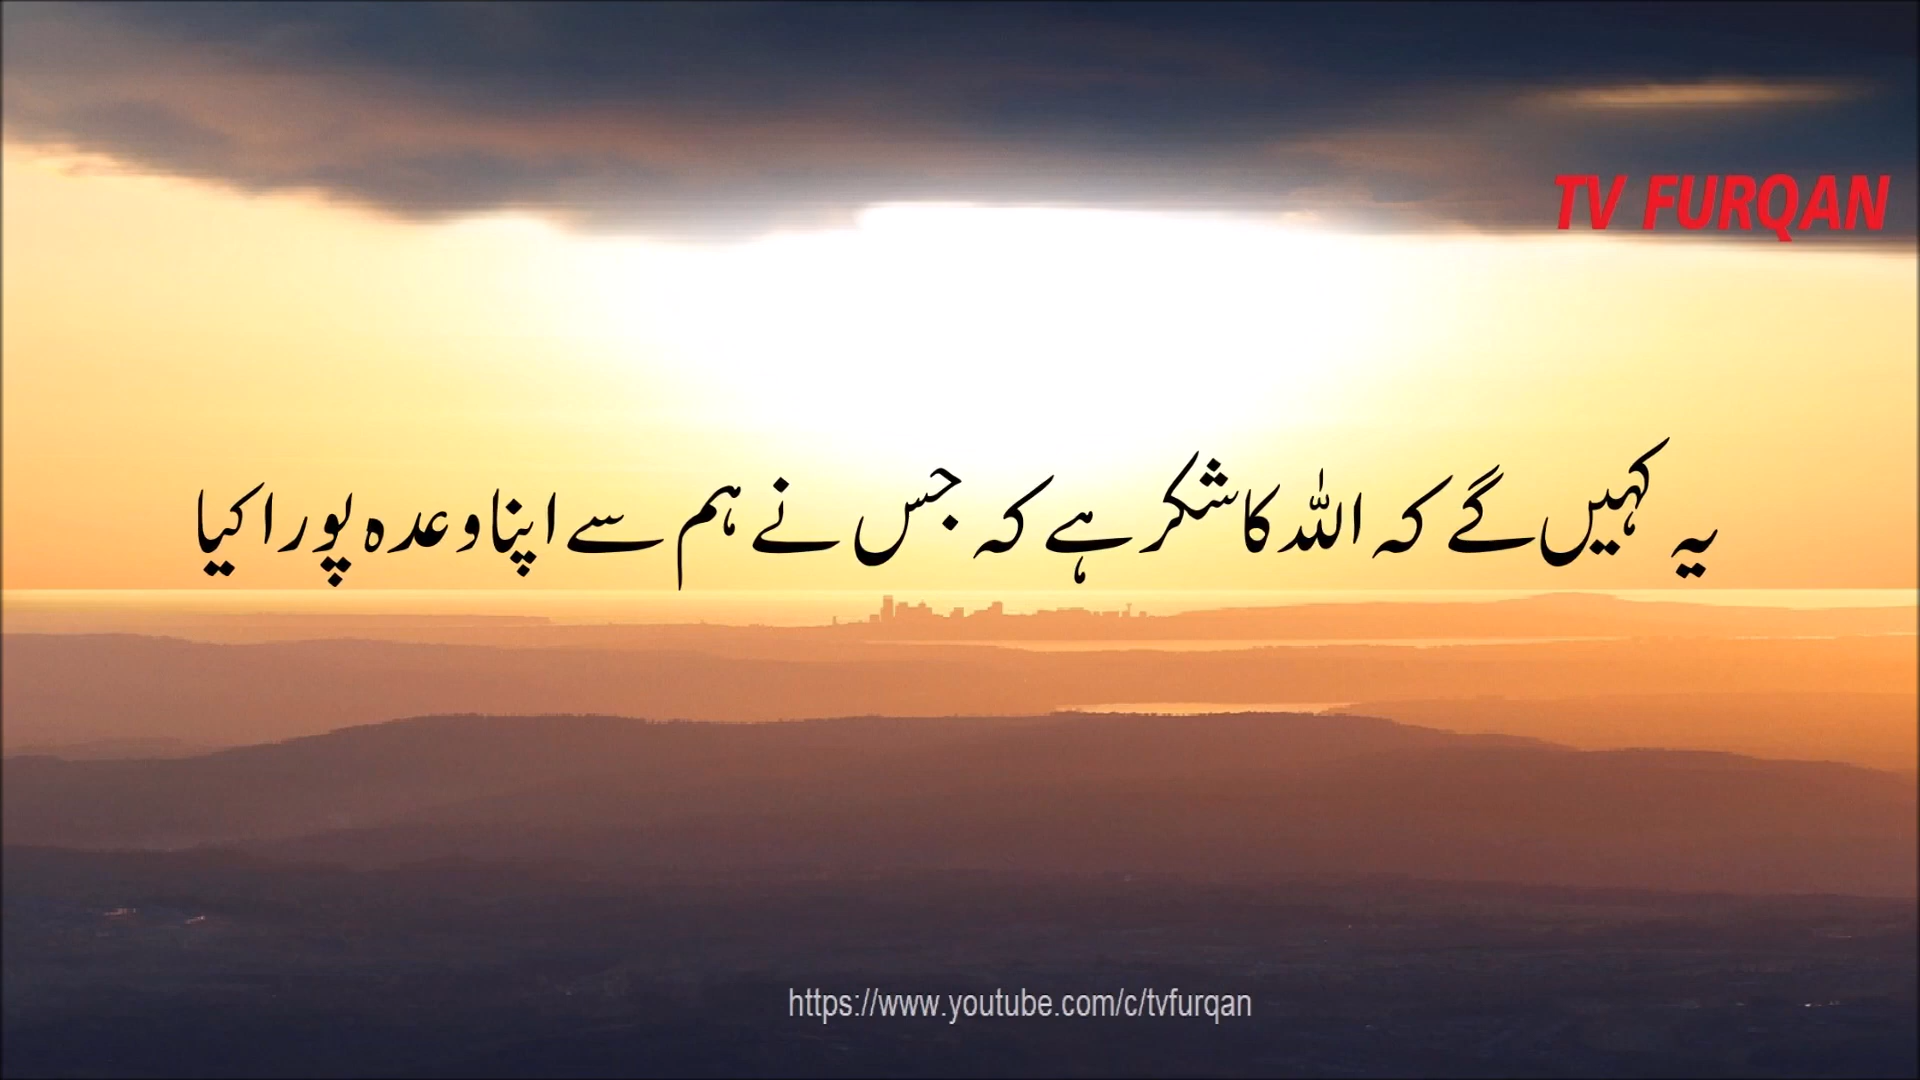 TV FURQAN
یہ کہیں گے کہ اللہ کا شکر ہے کہ جس نے ہم سے اپنا وعدہ پورا کیا
https://www.youtube.com/c/tvfurqan